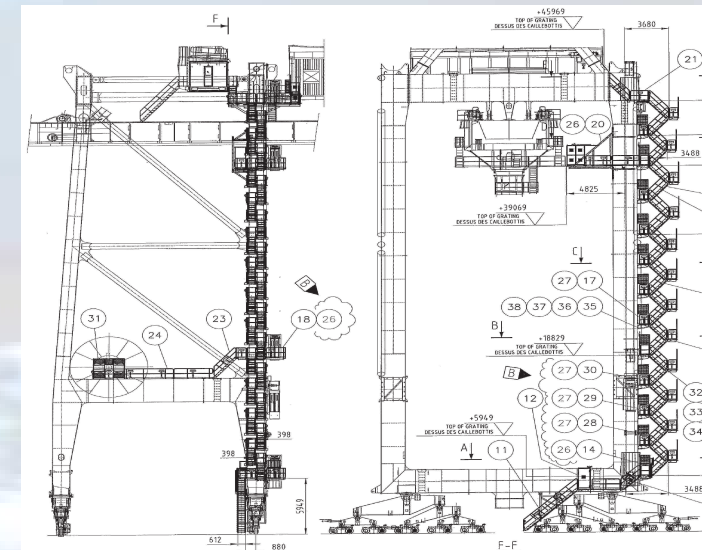 F
+45969
TOP OF GRATING
DESSUS DES CAILLEBOTTIS
3680
21
26 20
3488
4825
+39069
TOP OF GRATING
DESSUS DES CAILLEBOTTIS
C
27 17
38 37 36 35
B
31
24
23
18 26
B
+18829
TOP OF GRATING
DESSUS DES CAILLEBOTTIS
B
27 30
12
27 29
32
33
27 28
34
+5949
TOP OF GRATING
DESSUS DES CAILLEBOTTIS
398
398
A
11
26 14
5949
3488
612
880
F-F